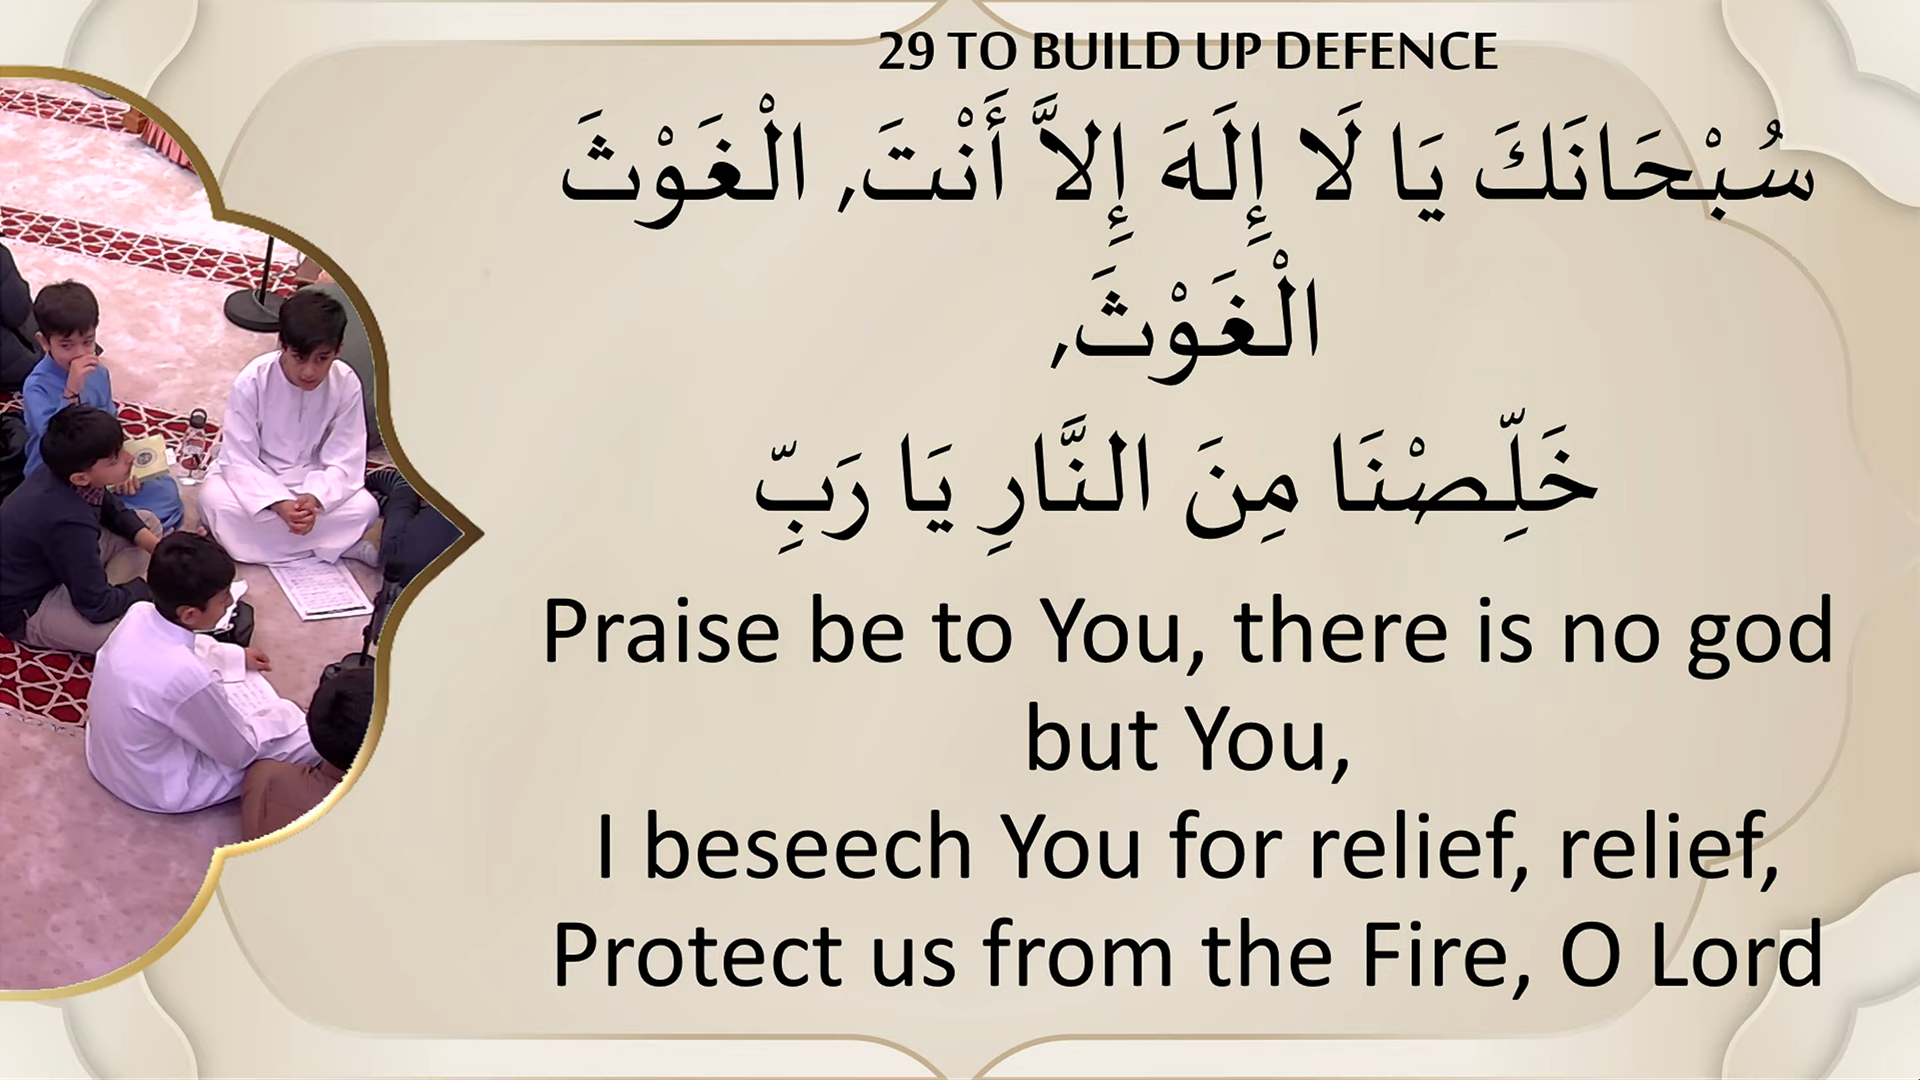 29 TO BUILD UP DEFENCE
سُبْحَانَكَ يَا لَا إِلَهَ إِلاَّ أَنْتَ, الْغَوْثَ
الْغَوْثَ,
خَلِّصْنَا مِنَ النَّارِ يَا رَبِّ
Praise be to You, there is no god
but You,
I beseech You for relief, relief,
Protect us from the Fire, O Lord